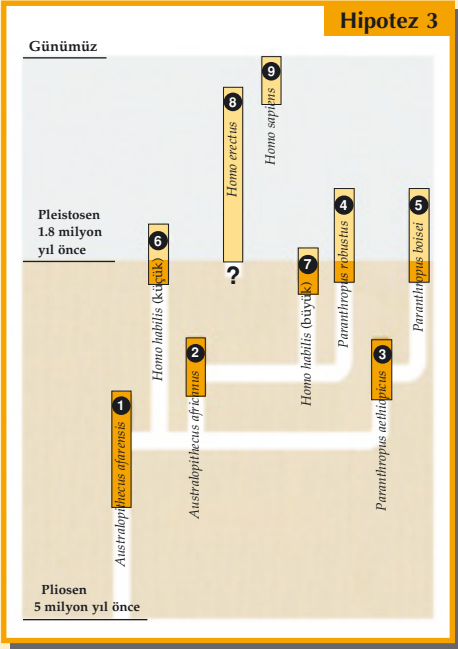 Hipotez 3
Günümüz
9
Homo sapiens
8
Homo erectus
Pleistosen
1.8 milyon
yıl önce
4
Paranthropus robustus
5
Paranthropus boisei
6
Homo habilis (küçük)
7
Homo habilis (büyük)
?
2
Australopithecus africanus
3
Paranthropus aethiopicus
1
Australopithecus afarensis
Pliosen
5 milyon yıl önce